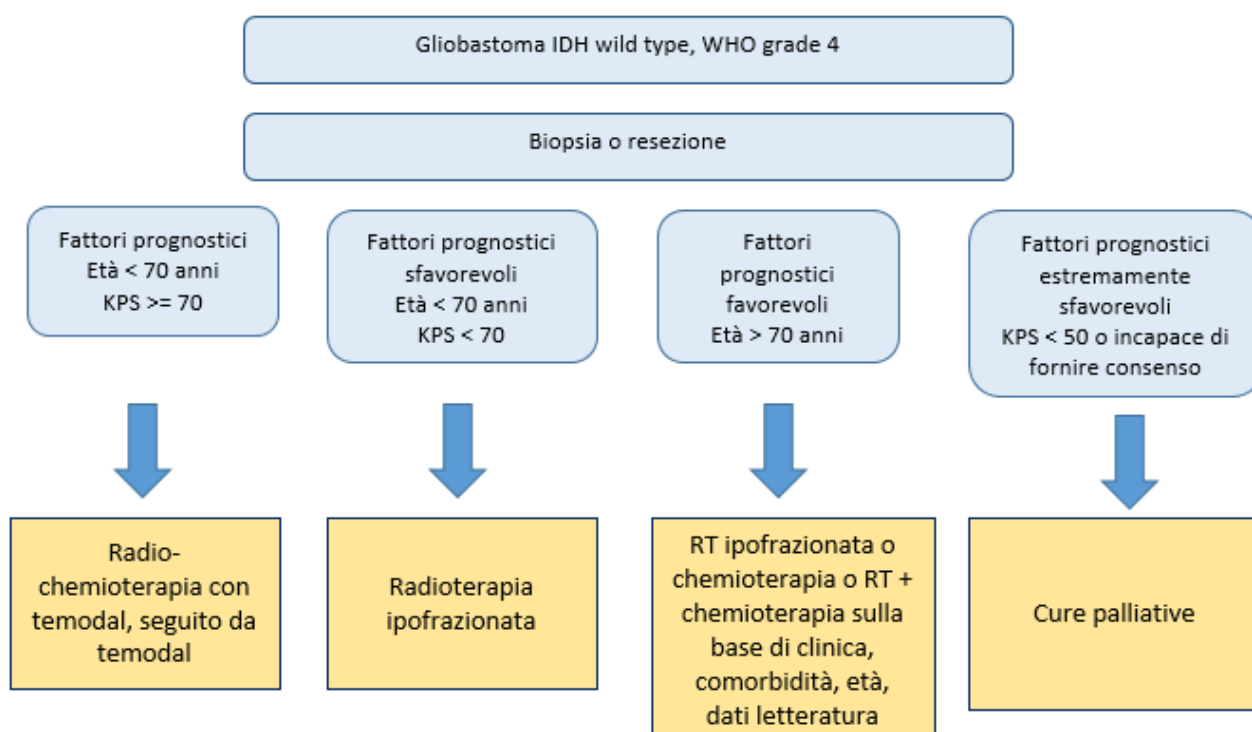 Gliobastoma IDH wild type, WHO grade 4
Biopsia o resezione
Fattori prognostici
Età < 70 anni
KPS >= 70
Fattori prognostici
sfavorevoli
Età < 70 anni
KPS < 70
Fattori
prognostici
favorevoli
Età > 70 anni
Fattori prognostici
estremamente
sfavorevoli
KPS < 50 o incapace di
fornire consenso
Radio-
chemioterapia con
temodal, seguito da
temodal
Radioterapia
ipofrazionata
RT ipofrazionata o
chemioterapia o RT +
chemioterapia sulla
base di clinica,
comorbidità, età,
dati letteratura
Cure palliative